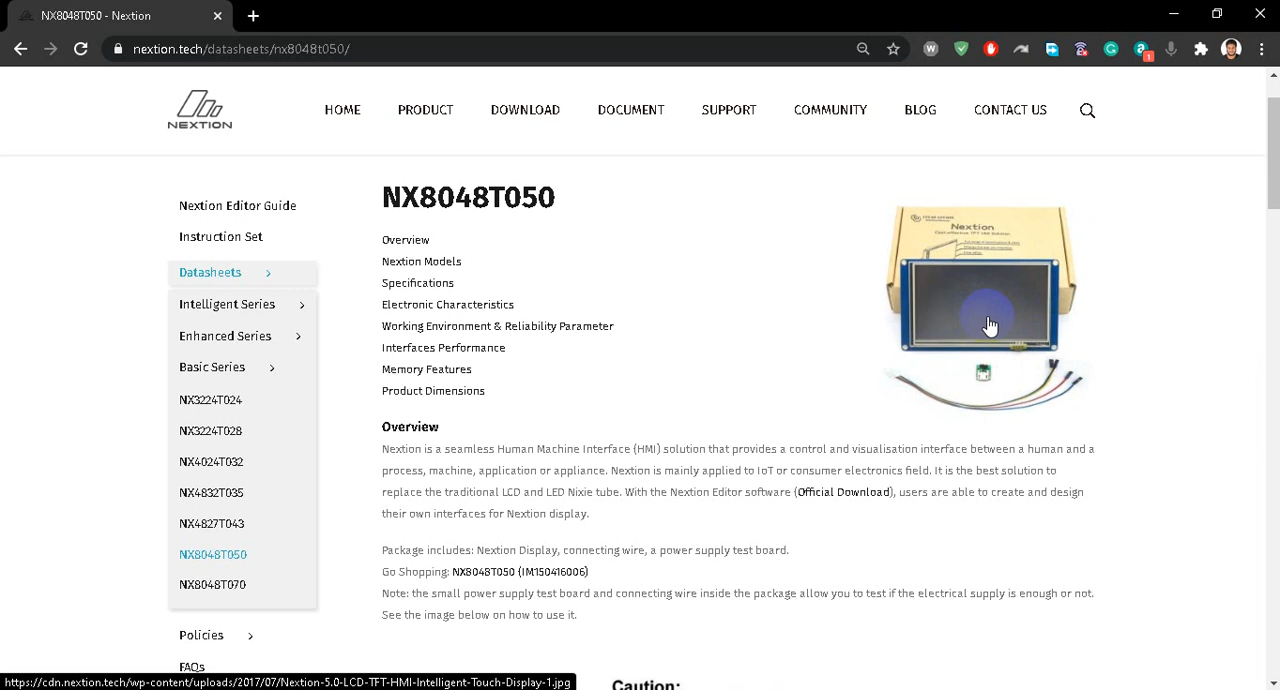 NX8048T050 - Nextion
nextion.tech/datasheets/nx8048t050/
NEXTION
HOME PRODUCT DOWNLOAD DOCUMENT SUPPORT COMMUNITY BLOG CONTACT US
Nextion Editor Guide
Instruction Set
Datasheets
Intelligent Series
Enhanced Series
Basic Series
NX3224T024
NX3224T028
NX4024T032
NX4832T035
NX4827T043
NX8048T050
NX8048T070
Policies
FAQs
NX8048T050
Overview
Nextion Models
Specifications
Electronic Characteristics
Working Environment & Reliability Parameter
Interfaces Performance
Memory Features
Product Dimensions
Nextion
Overview
Nextion is a seamless Human Machine Interface (HMI) solution that provides a control and visualisation interface between a human and a
process, machine, application or appliance. Nextion is mainly applied to IoT or consumer electronics field. It is the best solution to
replace the traditional LCD and LED Nixie tube. With the Nextion Editor software (Official Download), users are able to create and design
their own interfaces for Nextion display.
Package includes: Nextion Display, connecting wire, a power supply test board.
Go Shopping: NX8048T050 (IM150416006)
Note: the small power supply test board and connecting wire inside the package allow you to test if the electrical supply is enough or not.
See the image below on how to use it.
Caution:
https://cdn.nextion.tech/wp-content/uploads/2017/07/Nextion-5.0-LCD-TFT-HMI-Intelligent-Touch-Display-1.jpg